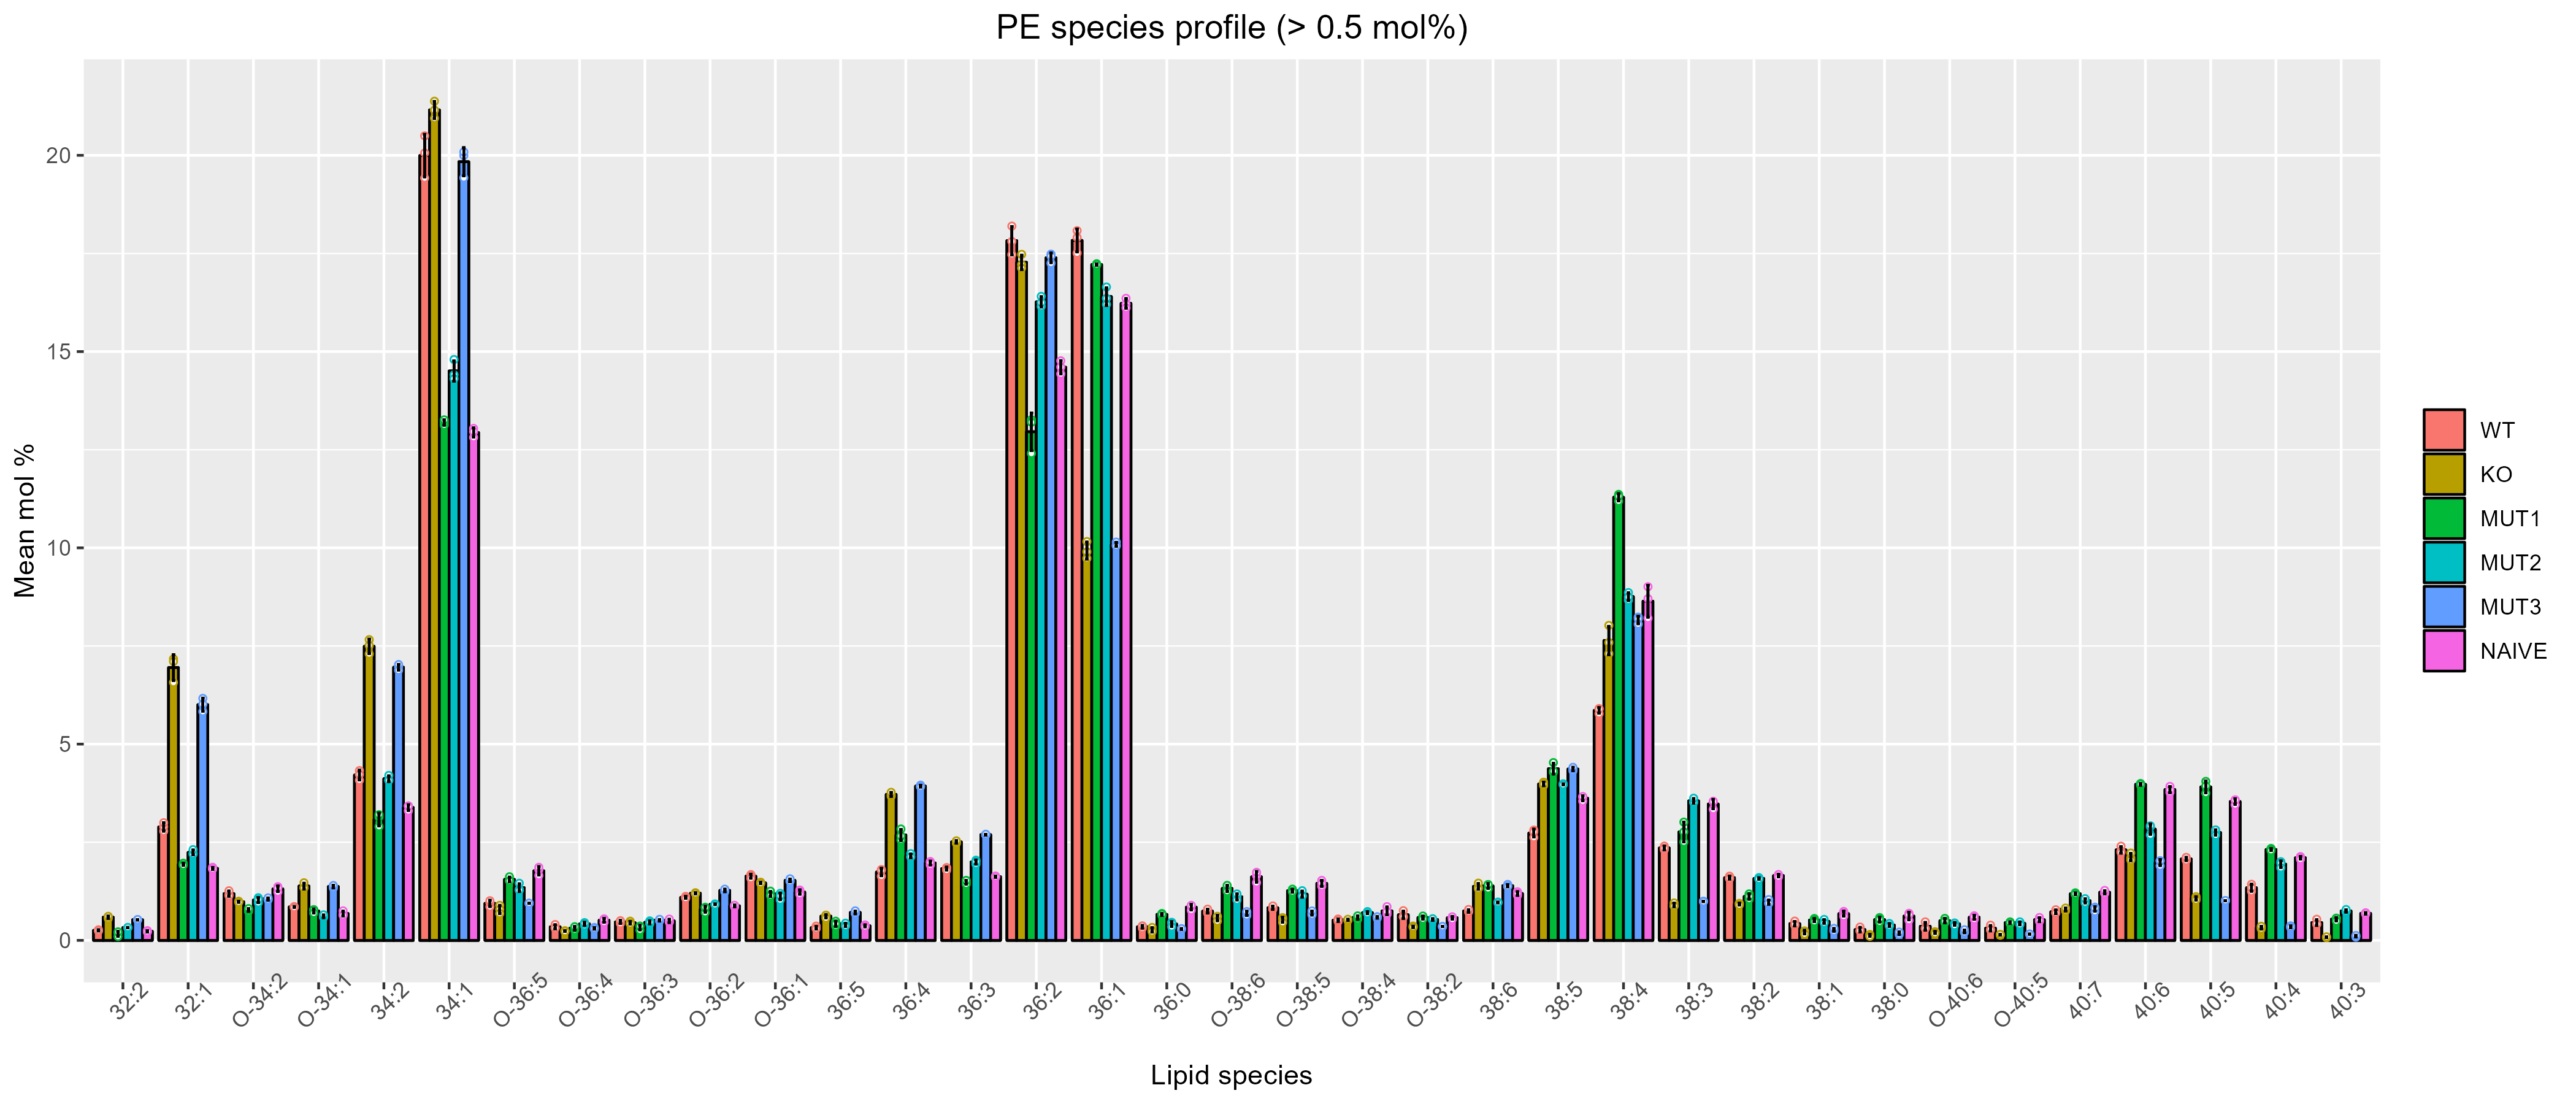 PE species profile (> 0.5 mol%)
Mean mol %
20
15
10
5
0
32:2
32:1
O-34:2
O-34:1
34:2
34:1
O-36:5
O-36:4
O-36:3
O-36:2
O-36:1
36:5
36:4
36:3
36:2
36:1
36:0
O-38:6
O-38:5
O-38:4
O-38:2
38:6
38:5
38:4
38:3
38:2
38:1
38:0
O-40:6
O-40:5
40:7
40:6
40:5
40:4
40:3
Lipid species
WT
KO
MUT1
MUT2
MUT3
NAIVE